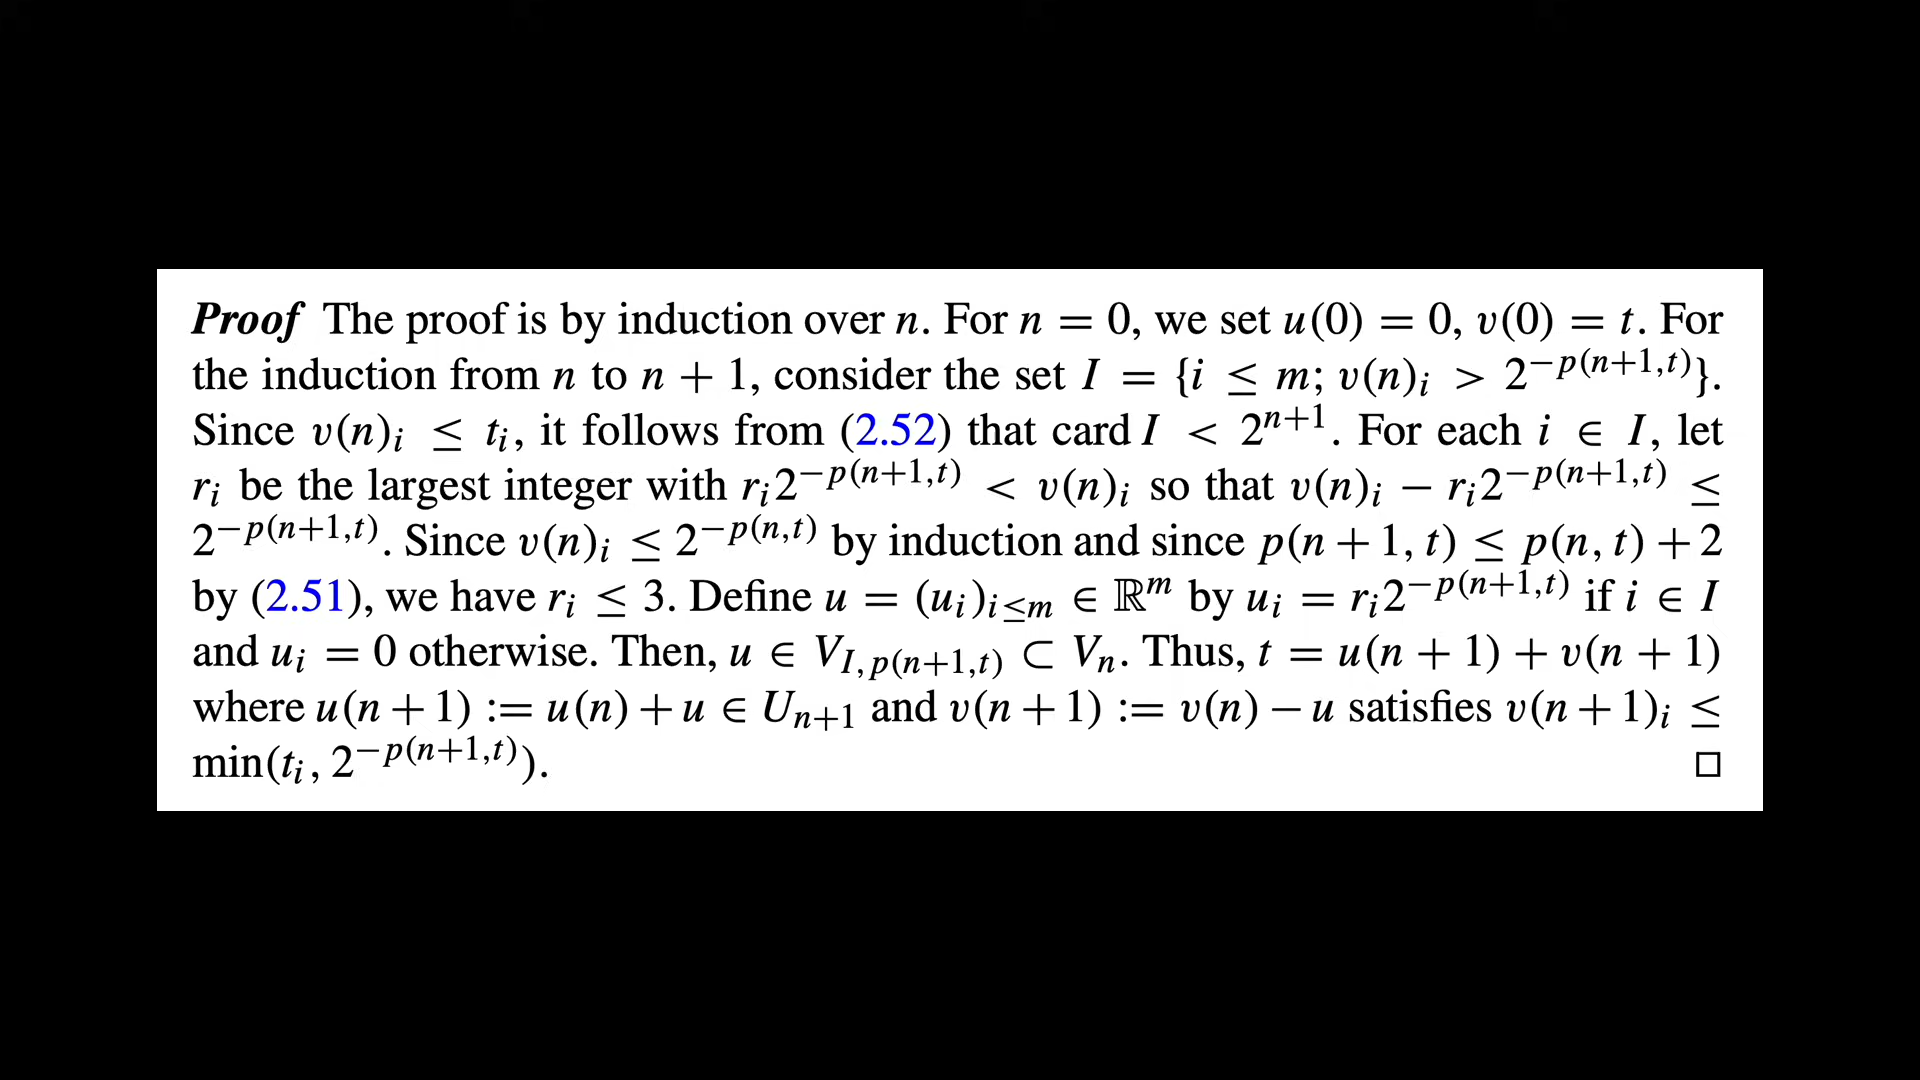 Proof The proof is by induction over n. For n = 0, we set u(0) = 0, v(0) = t. For
the induction from n to n + 1, consider the set I = {i ≤ m; v(n)_i > 2^{−p(n+1,t)}}.
Since v(n)_i ≤ t_i, it follows from (2.52) that card I < 2^{n+1}. For each i ∈ I, let
r_i be the largest integer with r_i 2^{−p(n+1,t)} < v(n)_i so that v(n)_i − r_i 2^{−p(n+1,t)} ≤
2^{−p(n+1,t)}. Since v(n)_i ≤ 2^{−p(n,t)} by induction and since p(n + 1, t) ≤ p(n, t) + 2
by (2.51), we have r_i ≤ 3. Define u = (u_i)_{i≤m} ∈ ℝ^m by u_i = r_i 2^{−p(n+1,t)} if i ∈ I
and u_i = 0 otherwise. Then, u ∈ V_{I,p(n+1,t)} ⊂ V_n. Thus, t = u(n + 1) + v(n + 1)
where u(n + 1) := u(n) + u ∈ U_{n+1} and v(n + 1) := v(n) − u satisfies v(n + 1)_i ≤
min(t_i, 2^{−p(n+1,t)}). □